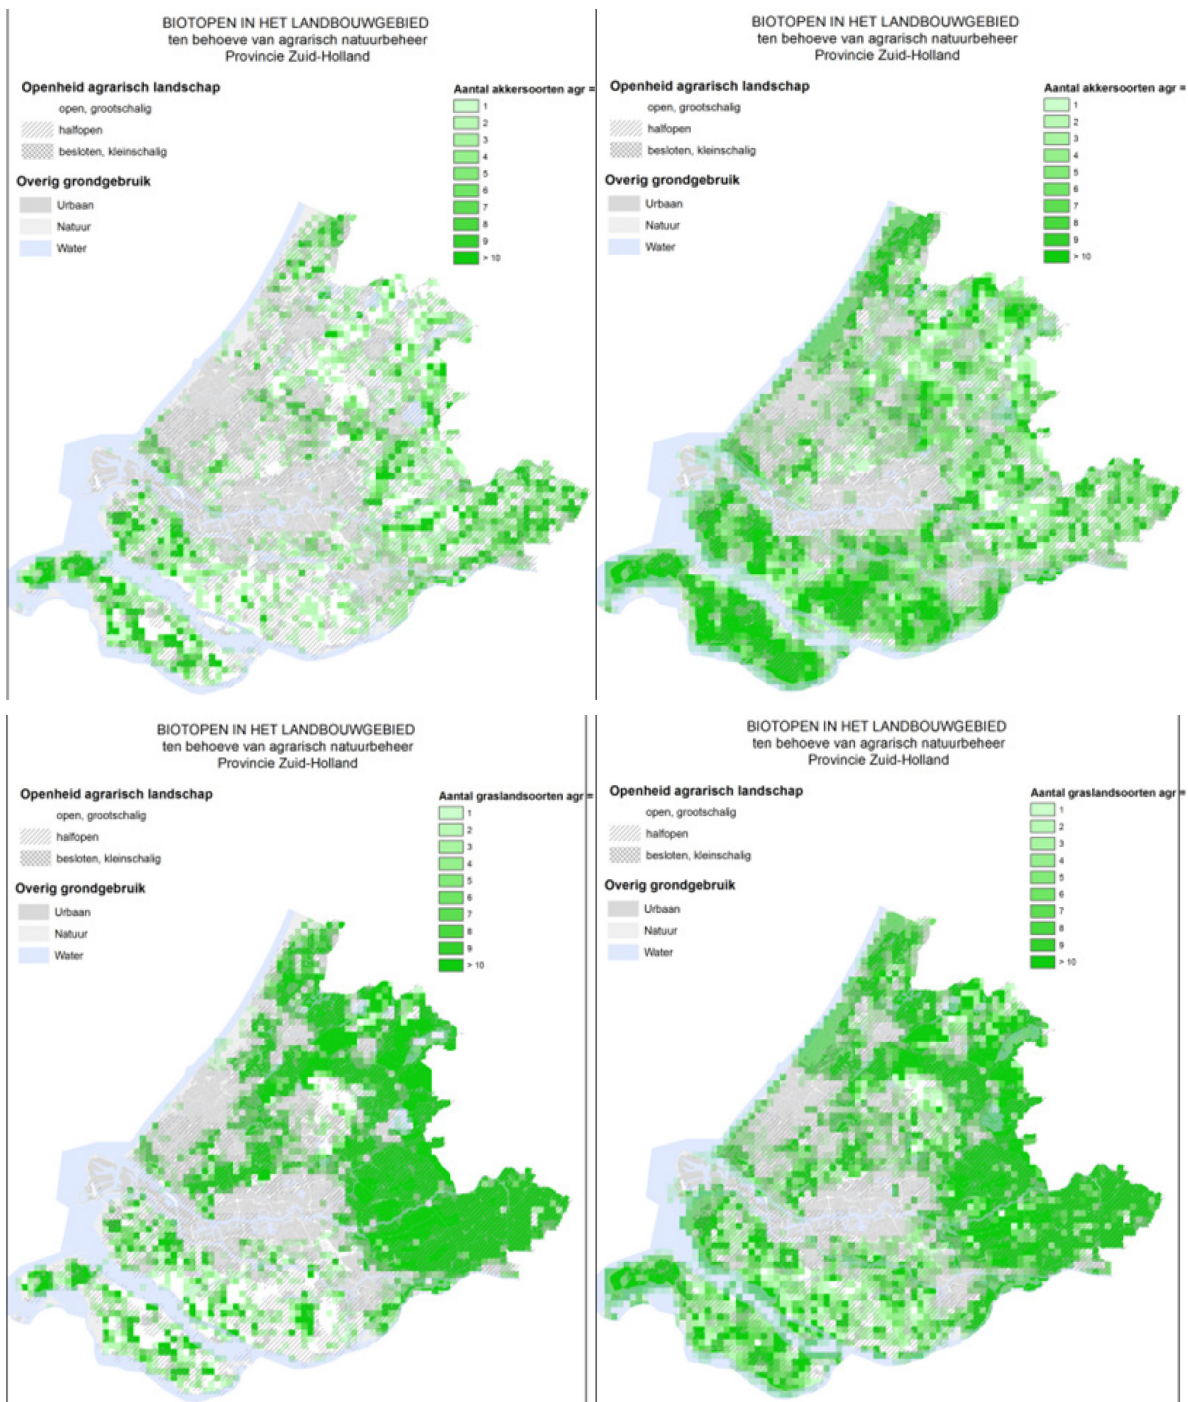 BIOTOPEN IN HET LANDBOUWGEBIED
ten behoeve van agrarisch natuurbeheer
Provincie Zuid-Holland
Openheid agrarisch landschap
open, grootschalig
halfopen
besloten, kleinschalig
Overig grondgebruik
Urbaan
Natuur
Water
Aantal akkersoorten agr =
1
2
3
4
5
6
7
8
9
> 10
BIOTOPEN IN HET LANDBOUWGEBIED
ten behoeve van agrarisch natuurbeheer
Provincie Zuid-Holland
Openheid agrarisch landschap
open, grootschalig
halfopen
besloten, kleinschalig
Overig grondgebruik
Urbaan
Natuur
Water
Aantal akkersoorten agr =
1
2
3
4
5
6
7
8
9
> 10
BIOTOPEN IN HET LANDBOUWGEBIED
ten behoeve van agrarisch natuurbeheer
Provincie Zuid-Holland
Openheid agrarisch landschap
open, grootschalig
halfopen
besloten, kleinschalig
Overig grondgebruik
Urbaan
Natuur
Water
Aantal graslandsoorten agr =
1
2
3
4
5
6
7
8
9
> 10
BIOTOPEN IN HET LANDBOUWGEBIED
ten behoeve van agrarisch natuurbeheer
Provincie Zuid-Holland
Openheid agrarisch landschap
open, grootschalig
halfopen
besloten, kleinschalig
Overig grondgebruik
Urbaan
Natuur
Water
Aantal graslandsoorten agr =
1
2
3
4
5
6
7
8
9
> 10